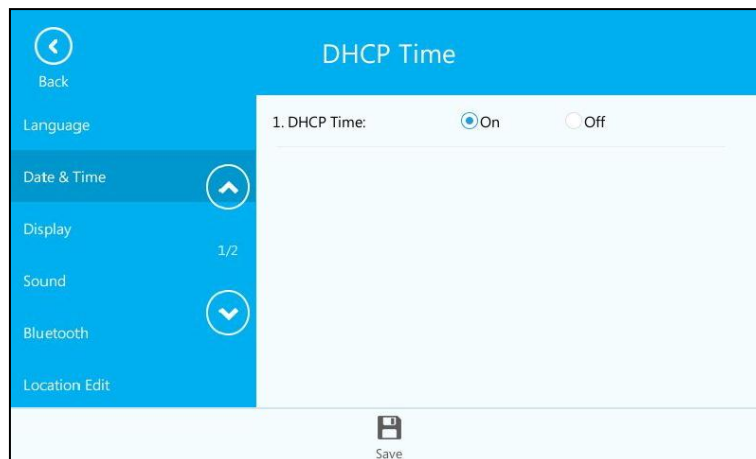 DHCP Time
Back
Language
Date & Time
Display
1/2
Sound
Bluetooth
Location Edit
1. DHCP Time: On Off
Save